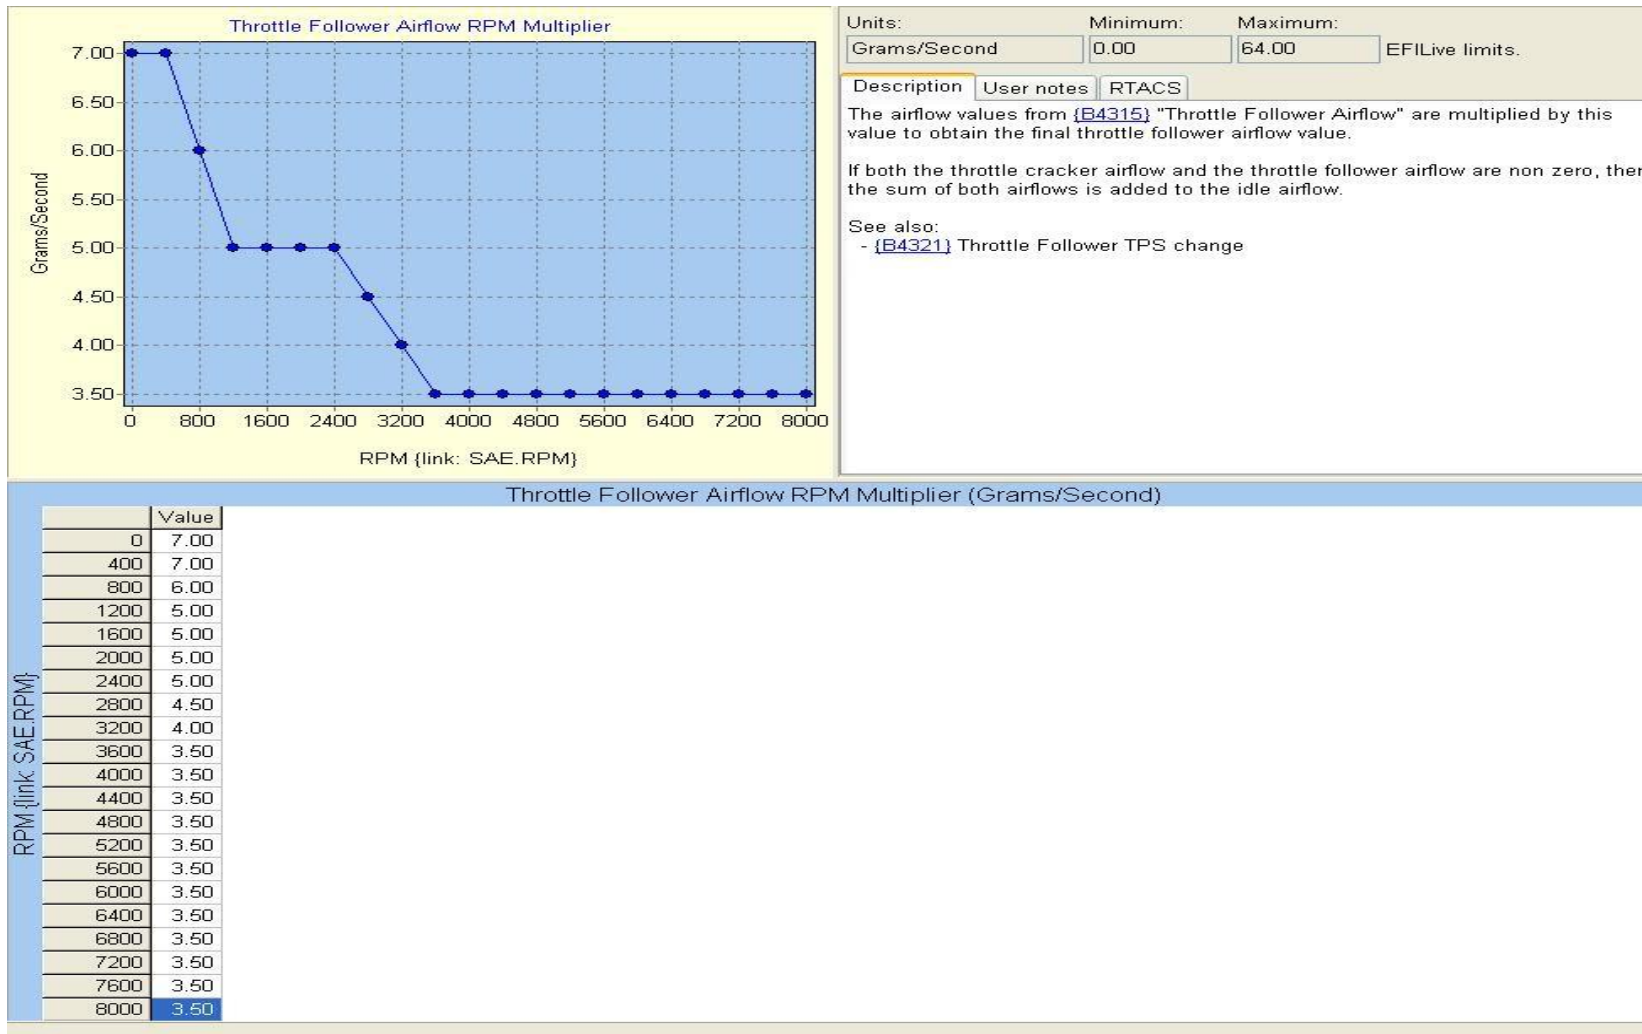 Throttle Follower Airflow RPM Multiplier
7.00
6.50
6.00
5.50
5.00
4.50
4.00
3.50
Grams/Second
0 800 1600 2400 3200 4000 4800 5600 6400 7200 8000
RPM {link: SAE.RPM}
Units: Minimum: Maximum:
Grams/Second 0.00 64.00 EFILive limits.
Description User notes RTACS
The airflow values from {B4315} "Throttle Follower Airflow" are multiplied by this
value to obtain the final throttle follower airflow value.
If both the throttle cracker airflow and the throttle follower airflow are non zero, then
the sum of both airflows is added to the idle airflow.
See also:
- {B4321} Throttle Follower TPS change
Throttle Follower Airflow RPM Multiplier (Grams/Second)
RPM {link: SAE.RPM}
Value
0 7.00
400 7.00
800 6.00
1200 5.00
1600 5.00
2000 5.00
2400 5.00
2800 4.50
3200 4.00
3600 3.50
4000 3.50
4400 3.50
4800 3.50
5200 3.50
5600 3.50
6000 3.50
6400 3.50
6800 3.50
7200 3.50
7600 3.50
8000 3.50